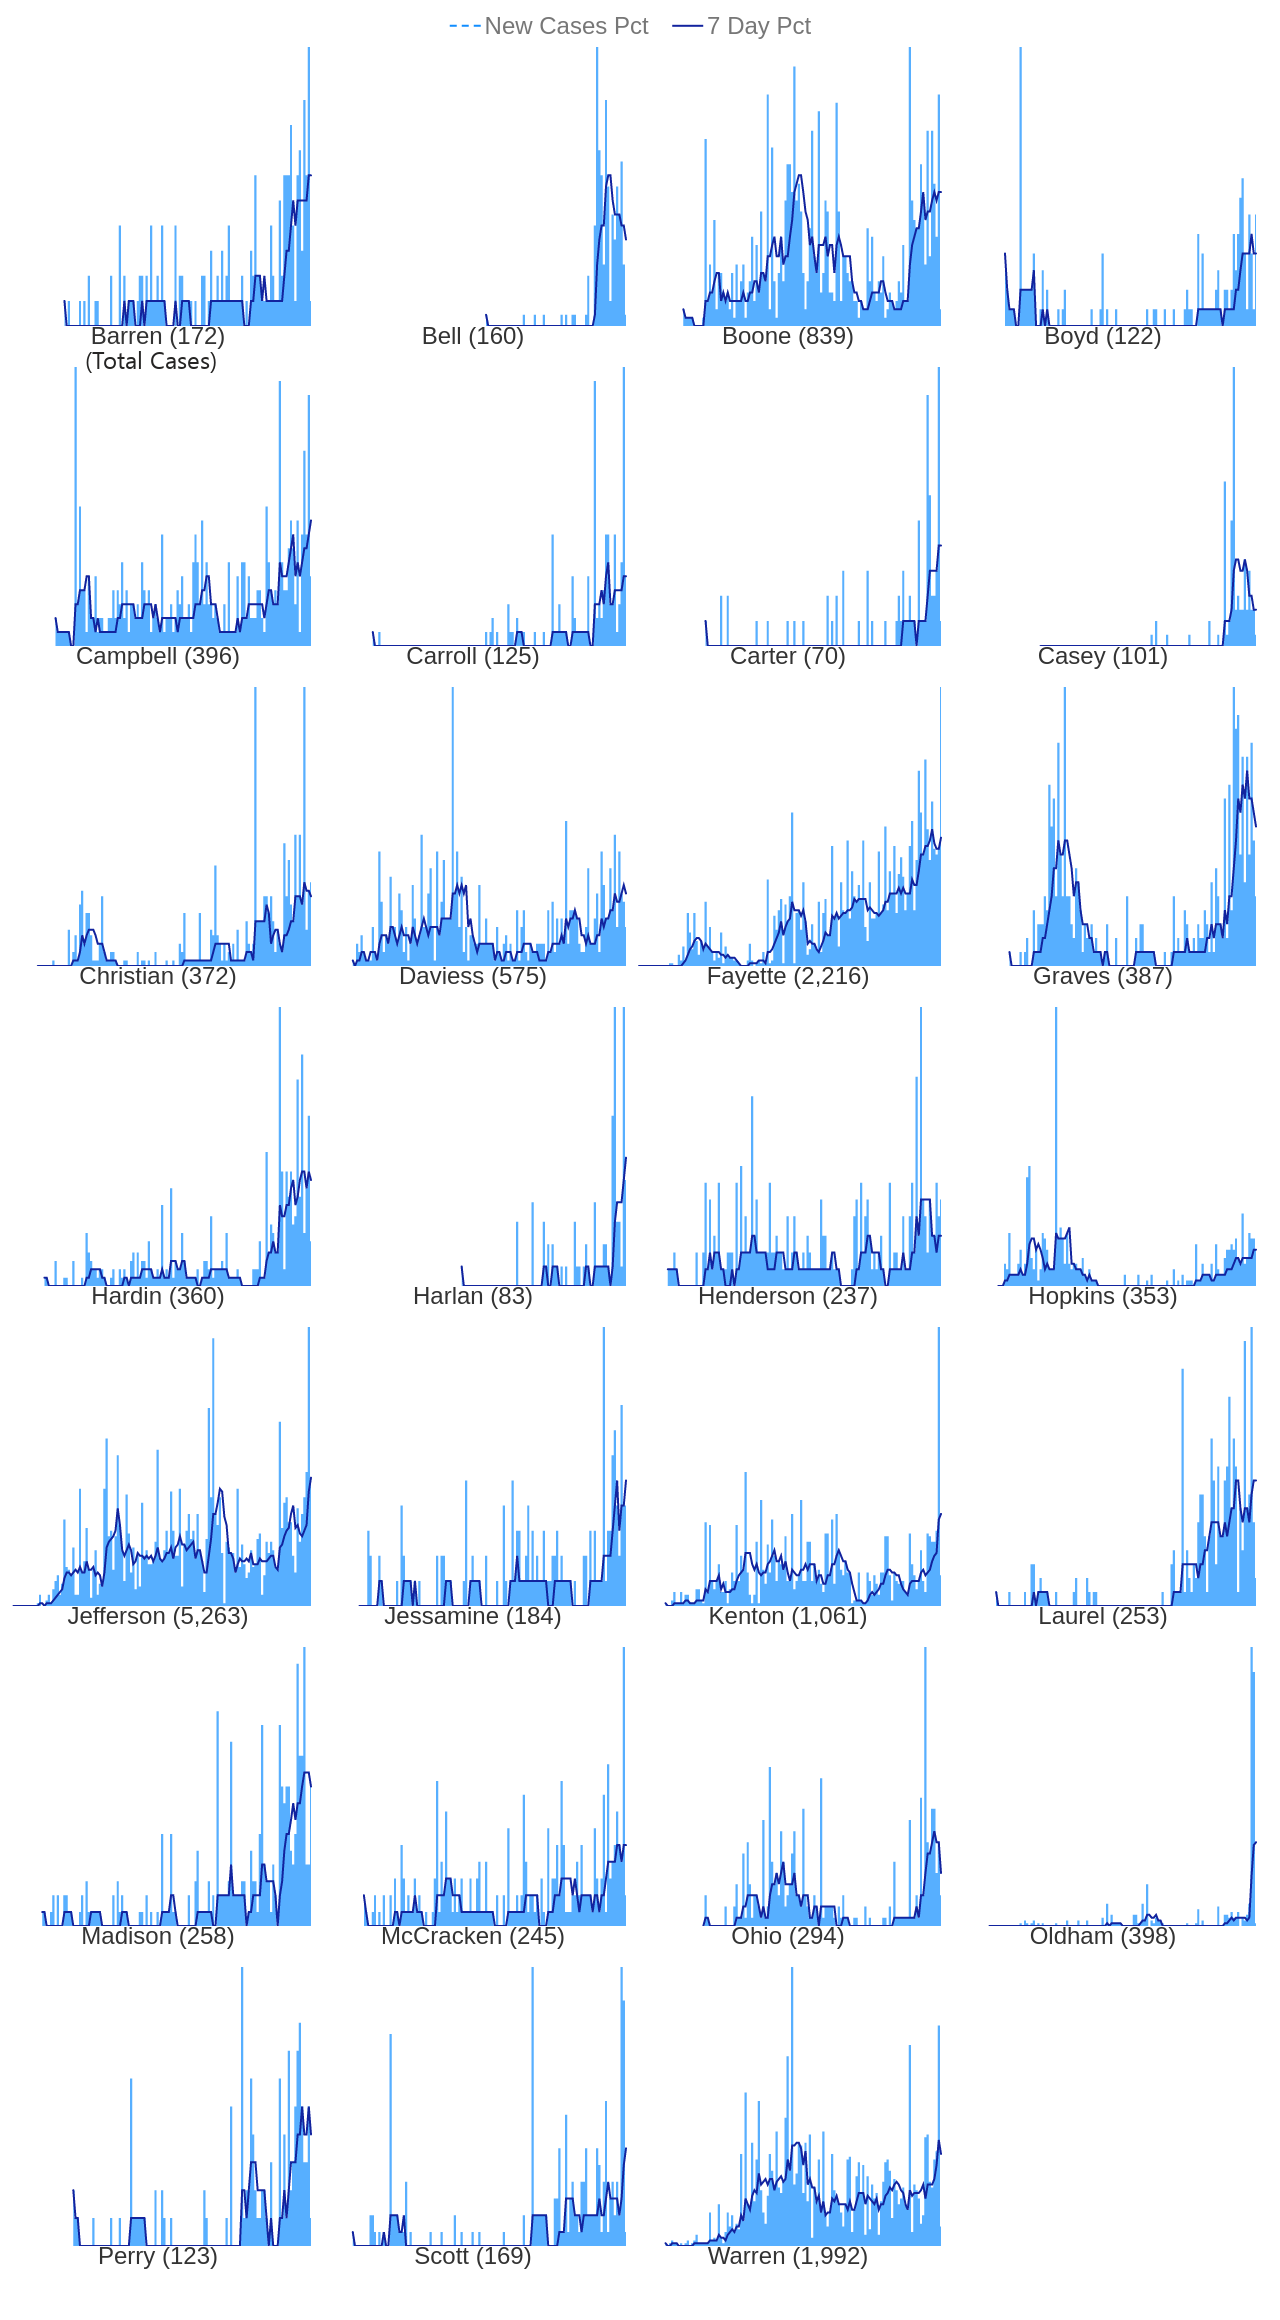 New Cases Pct 7 Day Pct
Barren (172) Bell (160) Boone (839) Boyd (122)
(Total Cases)
Campbell (396) Carroll (125) Carter (70) Casey (101)
Christian (372) Daviess (575) Fayette (2,216) Graves (387)
Hardin (360) Harlan (83) Henderson (237) Hopkins (353)
Jefferson (5,263) Jessamine (184) Kenton (1,061) Laurel (253)
Madison (258) McCracken (245) Ohio (294) Oldham (398)
Perry (123) Scott (169) Warren (1,992)